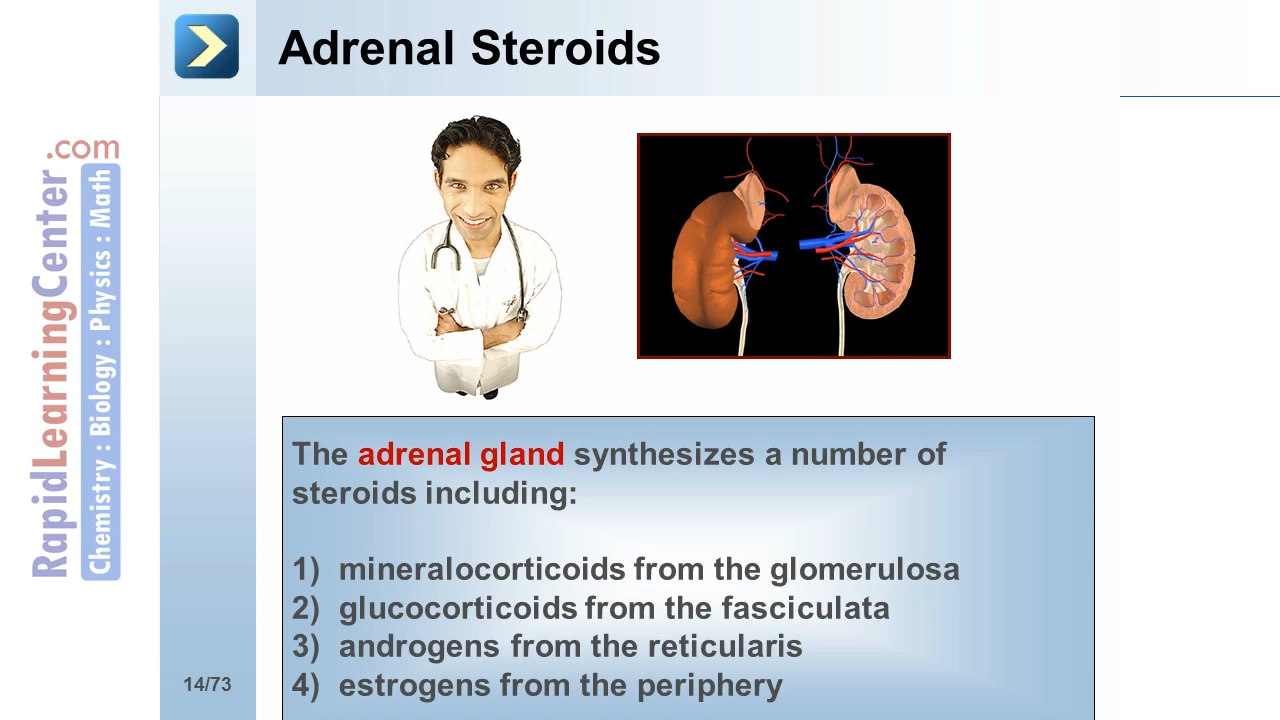 Adrenal Steroids
RapidLearningCenter.com
Chemistry : Biology : Physics : Math
The adrenal gland synthesizes a number of
steroids including:
1) mineralocorticoids from the glomerulosa
2) glucocorticoids from the fasciculata
3) androgens from the reticularis
4) estrogens from the periphery
14/73